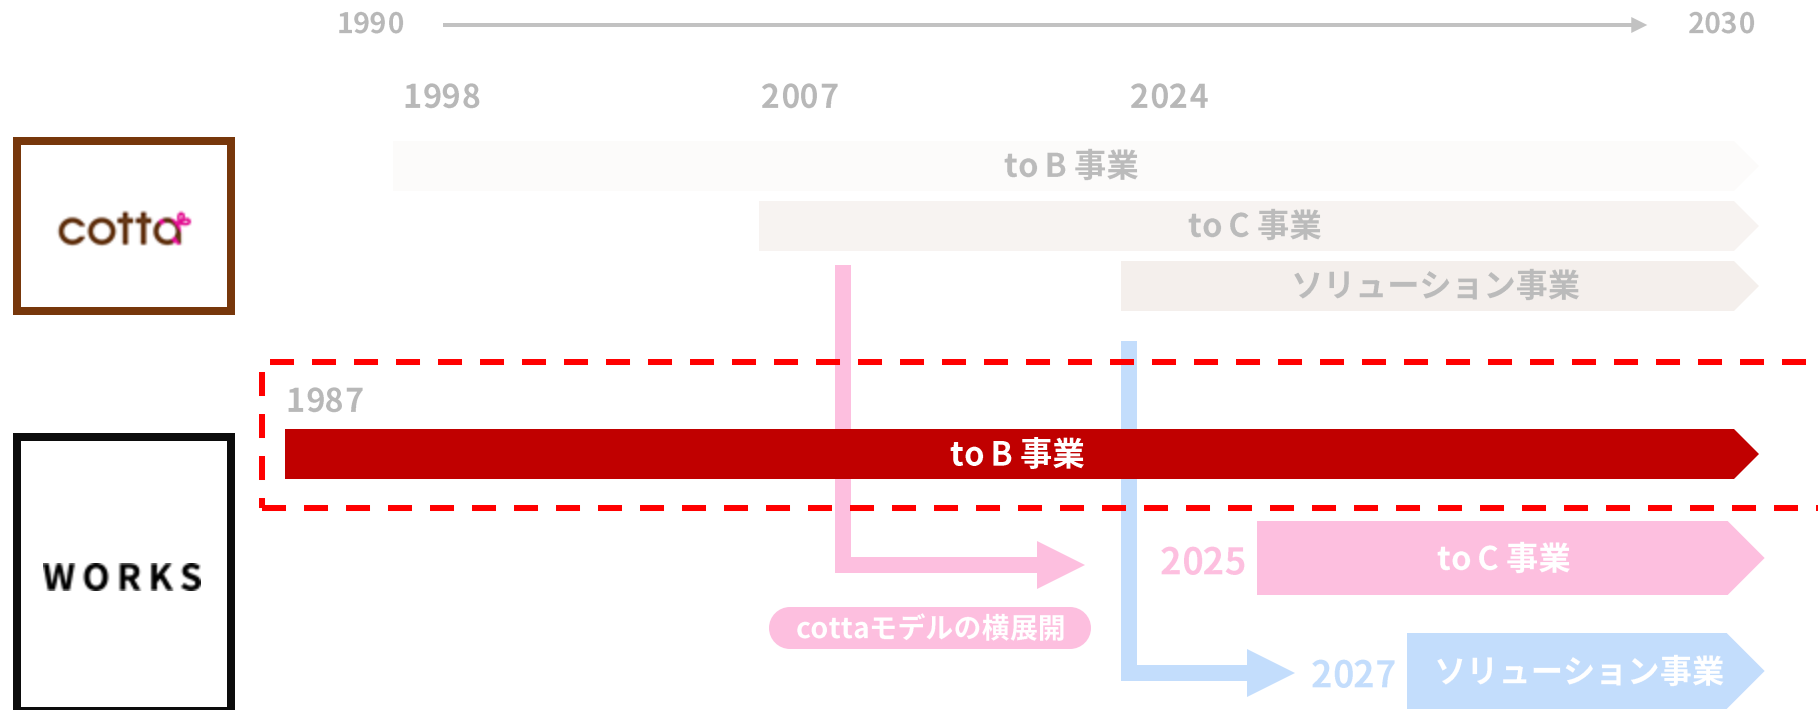 1990
2030
1998
2007
2024
cotta
to B 事業
to C 事業
ソリューション事業
1987
to B 事業
WORKS
2025
to C 事業
cottaモデルの横展開
2027
ソリューション事業